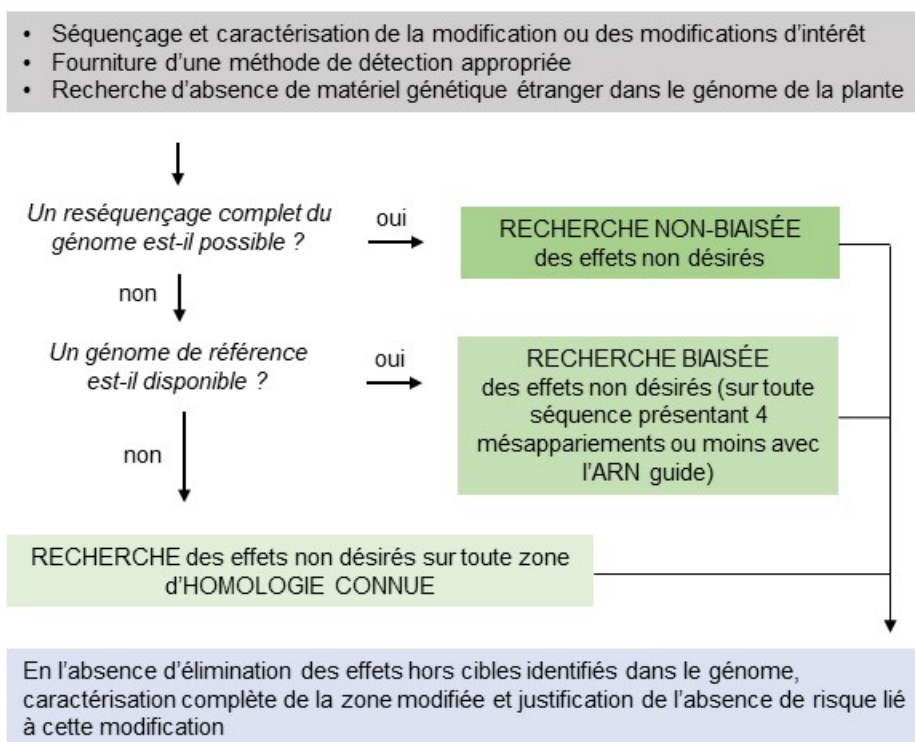 • Séquençage et caractérisation de la modification ou des modifications d'intérêt
• Fourniture d'une méthode de détection appropriée
• Recherche d'absence de matériel génétique étranger dans le génome de la plante
Un reséquençage complet du
génome est-il possible ?
oui
RECHERCHE NON-BIAISÉE
des effets non désirés
non
Un génome de référence
est-il disponible ?
oui
RECHERCHE BIAISÉE
des effets non désirés (sur toute
séquence présentant 4
mésappariements ou moins avec
l'ARN guide)
non
RECHERCHE des effets non désirés sur toute zone
d'HOMOLOGIE CONNUE
En l'absence d'élimination des effets hors cibles identifiés dans le génome,
caractérisation complète de la zone modifiée et justification de l'absence de risque lié
à cette modification